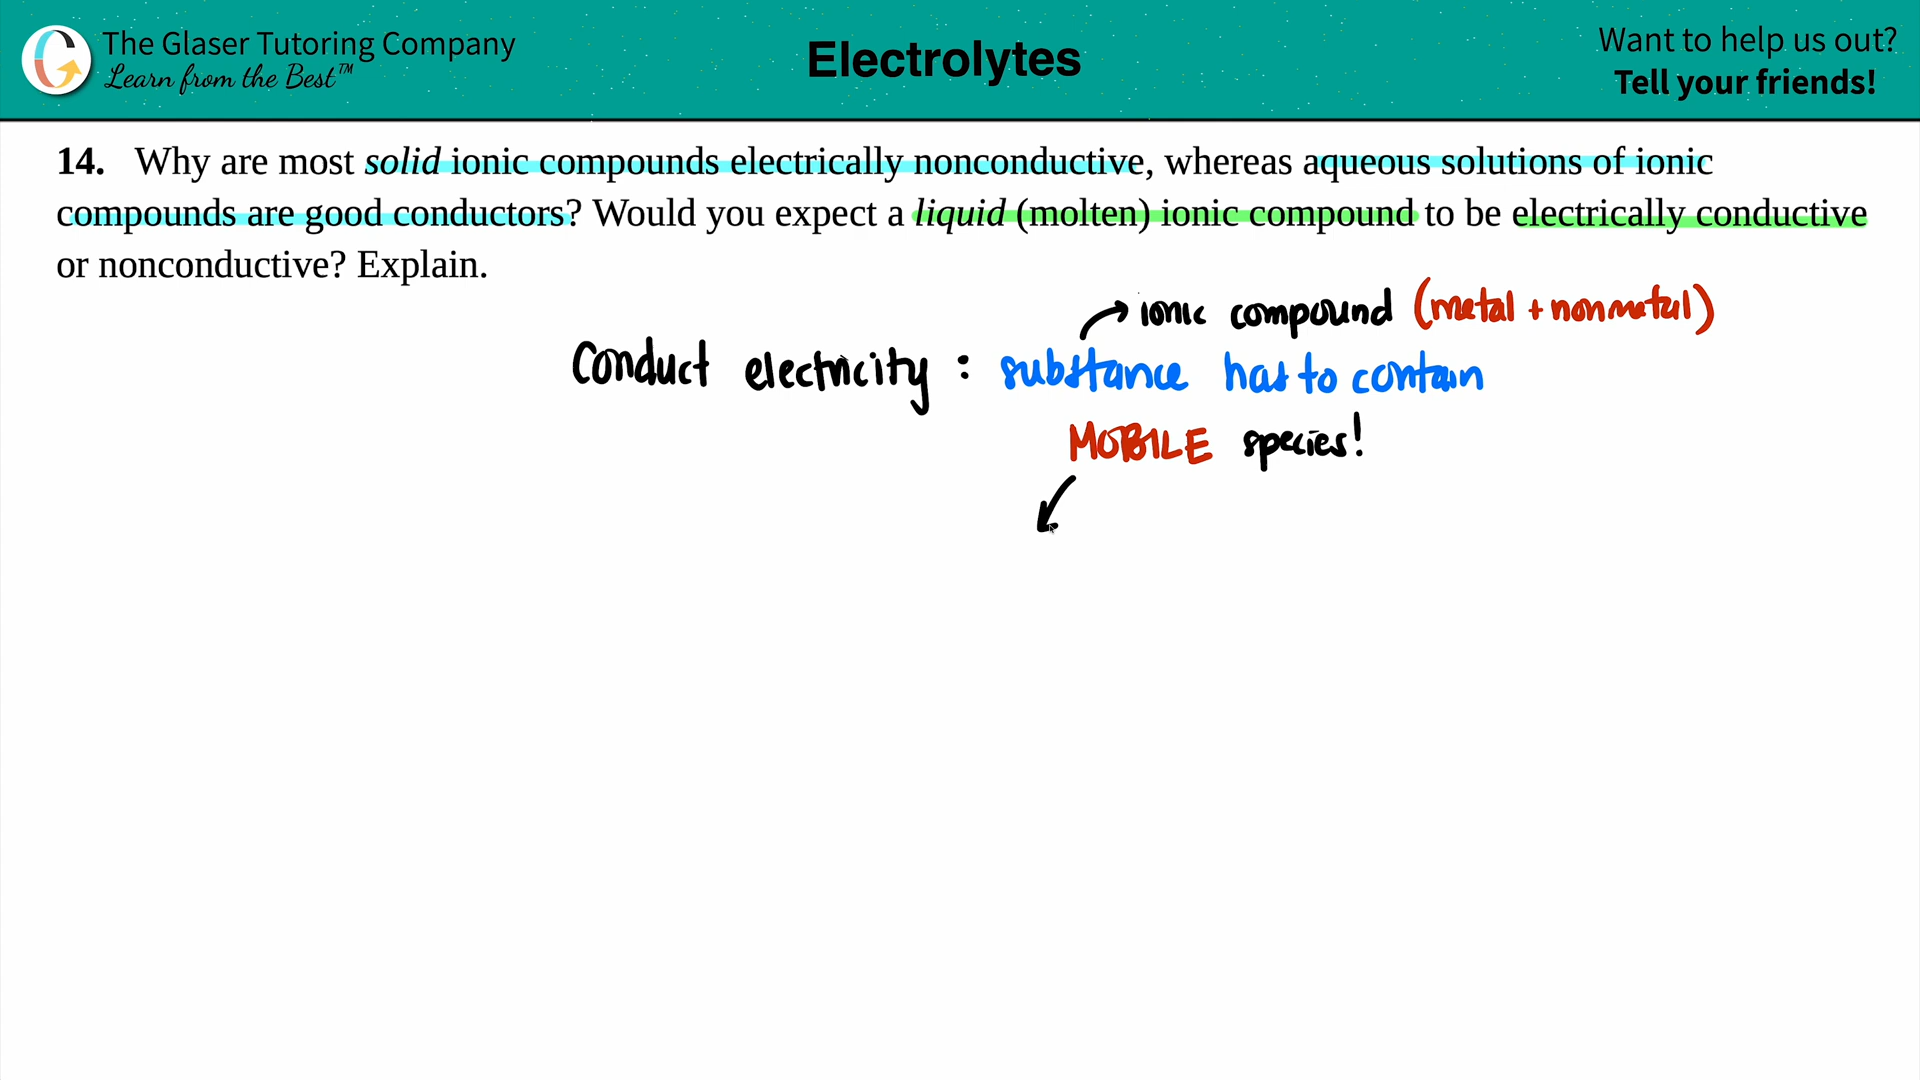 The Glaser Tutoring Company
Learn from the Best™
Electrolytes
Want to help us out?
Tell your friends!
14. Why are most solid ionic compounds electrically nonconductive, whereas aqueous solutions of ionic
compounds are good conductors? Would you expect a liquid (molten) ionic compound to be electrically conductive
or nonconductive? Explain.
ionic compound (metal + nonmetal)
Conduct electricity : substance has to contain
MOBILE species!